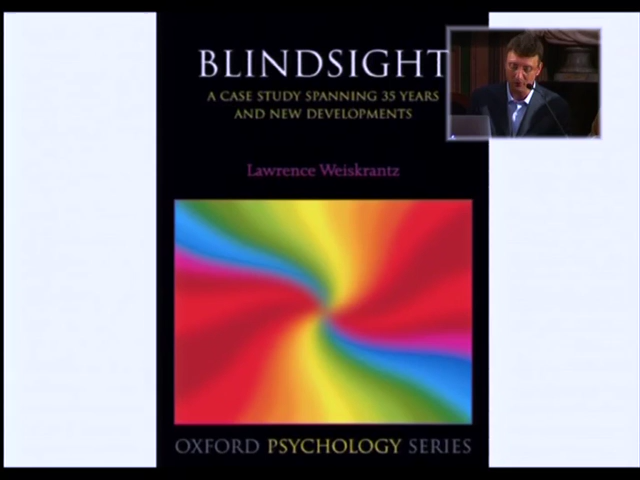 BLINDSIGHT
A CASE STUDY SPANNING 35 YEARS
AND NEW DEVELOPMENTS
Lawrence Weiskrantz
OXFORD PSYCHOLOGY SERIES